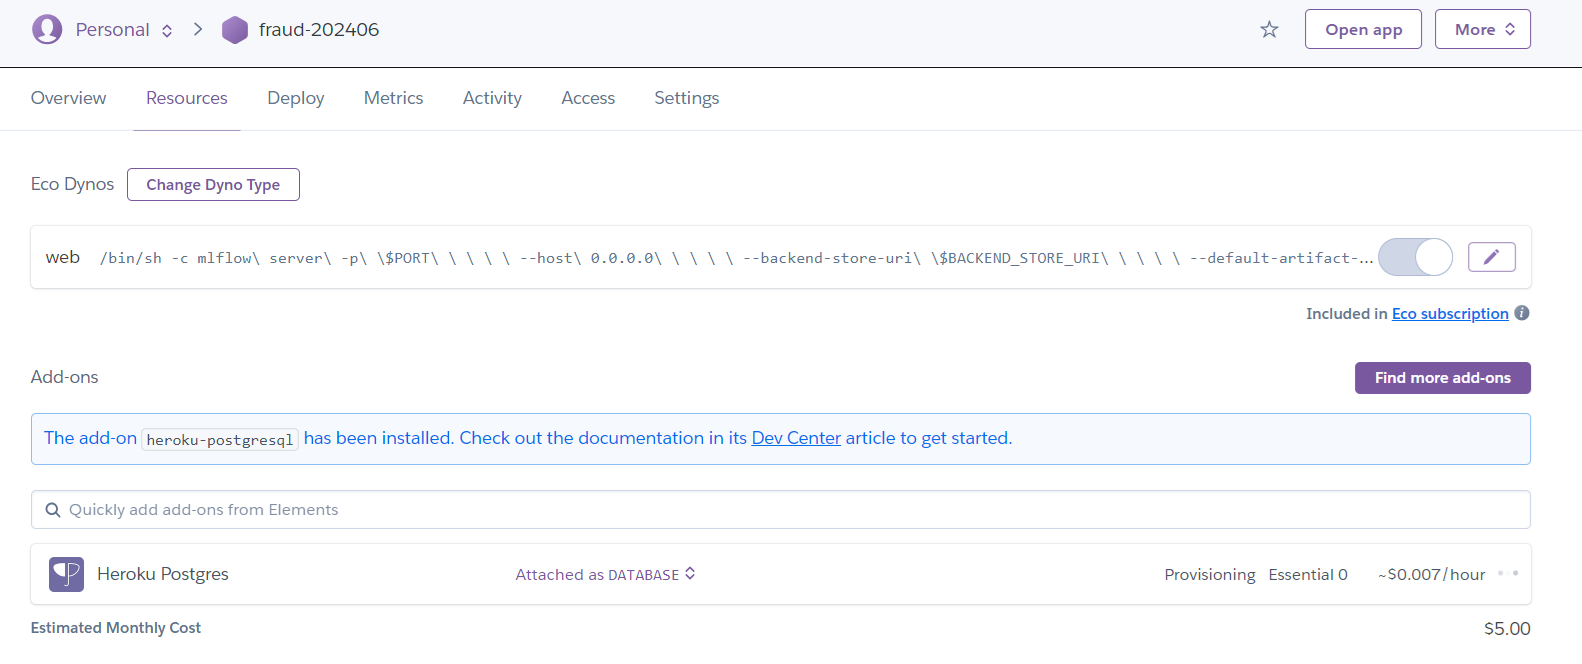 Personal > fraud-202406 Open app More
Overview Resources Deploy Metrics Activity Access Settings
Eco Dynos Change Dyno Type
web /bin/sh -c mlflow\ server\ -p\ \$PORT\ \ \ \ \ --host\ 0.0.0.0\ \ \ \ \ --backend-store-uri\ \$BACKEND_STORE_URI\ \ \ \ \ --default-artifact-...
Included in Eco subscription i
Add-ons Find more add-ons
The add-on heroku-postgresql has been installed. Check out the documentation in its Dev Center article to get started.
Quickly add add-ons from Elements
Heroku Postgres Attached as DATABASE Provisioning Essential 0 ~$0.007/hour
Estimated Monthly Cost $5.00